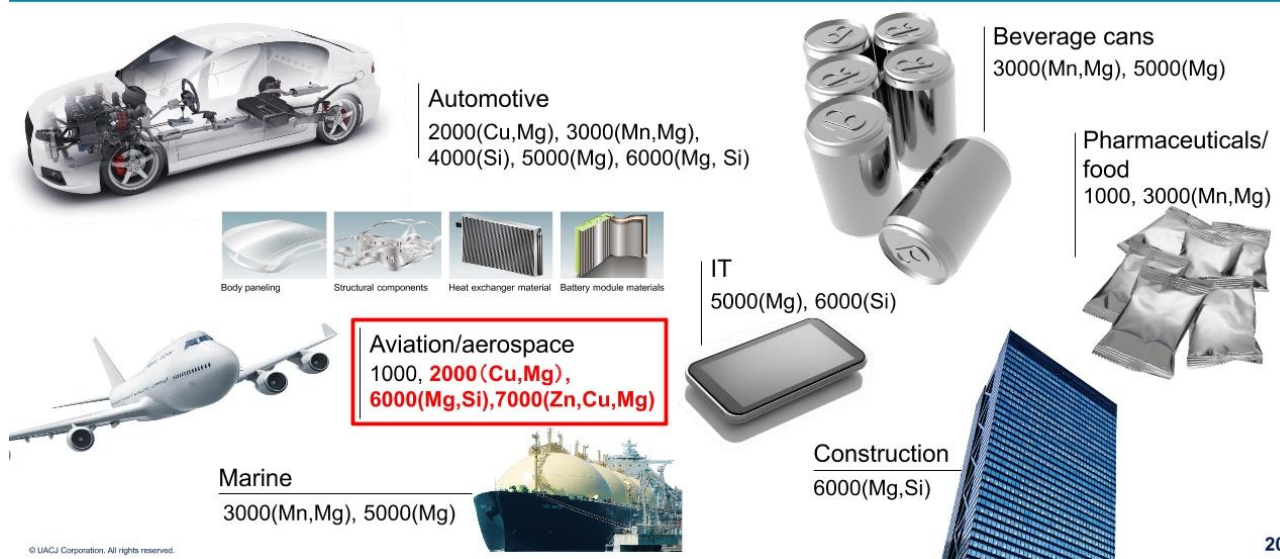 Automotive
2000(Cu,Mg), 3000(Mn,Mg),
4000(Si), 5000(Mg), 6000(Mg, Si)
Beverage cans
3000(Mn,Mg), 5000(Mg)
Pharmaceuticals/
food
1000, 3000(Mn,Mg)
Body paneling
Structural components
Heat exchanger material
Battery module materials
IT
5000(Mg), 6000(Si)
Aviation/aerospace
1000, 2000(Cu,Mg),
6000(Mg,Si),7000(Zn,Cu,Mg)
Marine
3000(Mn,Mg), 5000(Mg)
Construction
6000(Mg,Si)
© UACJ Corporation. All rights reserved.
20